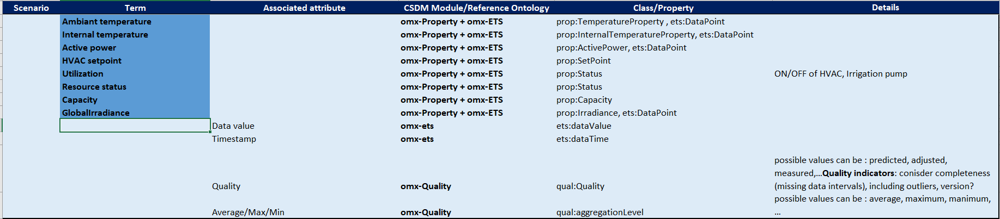 Scenario Term Associated attribute CSDM Module/Reference Ontology Class/Property Details
Ambiant temperature omx-Property + omx-ETS prop:TemperatureProperty , ets:DataPoint
Internal temperature omx-Property + omx-ETS prop:InternalTemperatureProperty, ets:DataPoint
Active power omx-Property + omx-ETS prop:ActivePower, ets:DataPoint
HVAC setpoint omx-Property + omx-ETS prop:SetPoint
Utilization omx-Property + omx-ETS prop:Status ON/OFF of HVAC, Irrigation pump
Resource status omx-Property + omx-ETS prop:Status
Capacity omx-Property + omx-ETS prop:Capacity
GlobalIrradiance omx-Property + omx-ETS prop:Irradiance, ets:DataPoint
Data value omx-ets ets:dataValue
Timestamp omx-ets ets:dataTime
possible values can be : predicted, adjusted,
measured,...Quality indicators: conisder completeness
Quality omx-Quality qual:Quality (missing data intervals), including outliers, version?
possible values can be : average, maximum, manimum,
Average/Max/Min omx-Quality qual:aggregationLevel ...